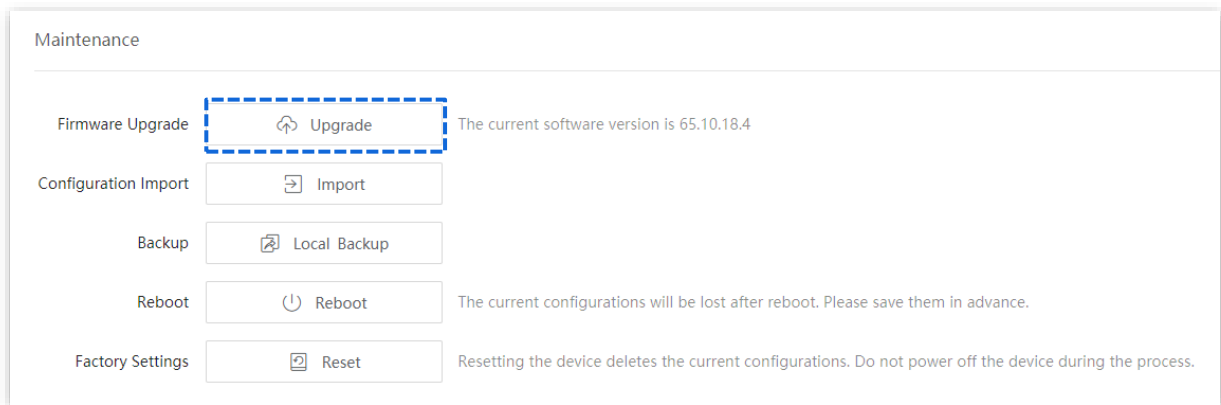 Maintenance
Firmware Upgrade Upgrade The current software version is 65.10.18.4
Configuration Import Import
Backup Local Backup
Reboot Reboot The current configurations will be lost after reboot. Please save them in advance.
Factory Settings Reset Resetting the device deletes the current configurations. Do not power off the device during the process.